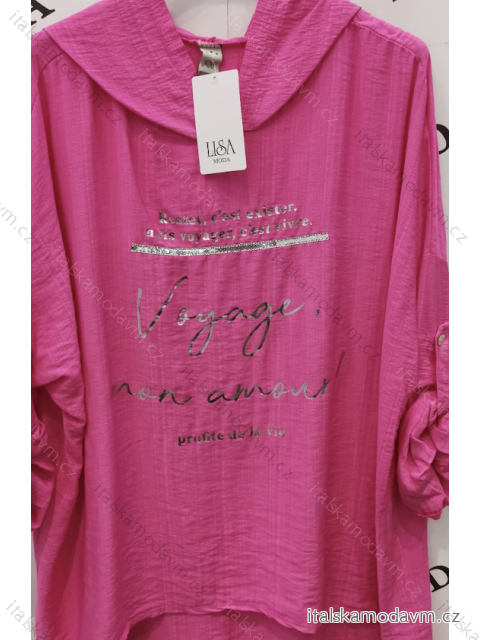 LISA
MODA
Rester, c'est exister.
mais voyager, c'est vivre.
Voyage,
mon amour!
profite de la vie
italskamodavm.cz